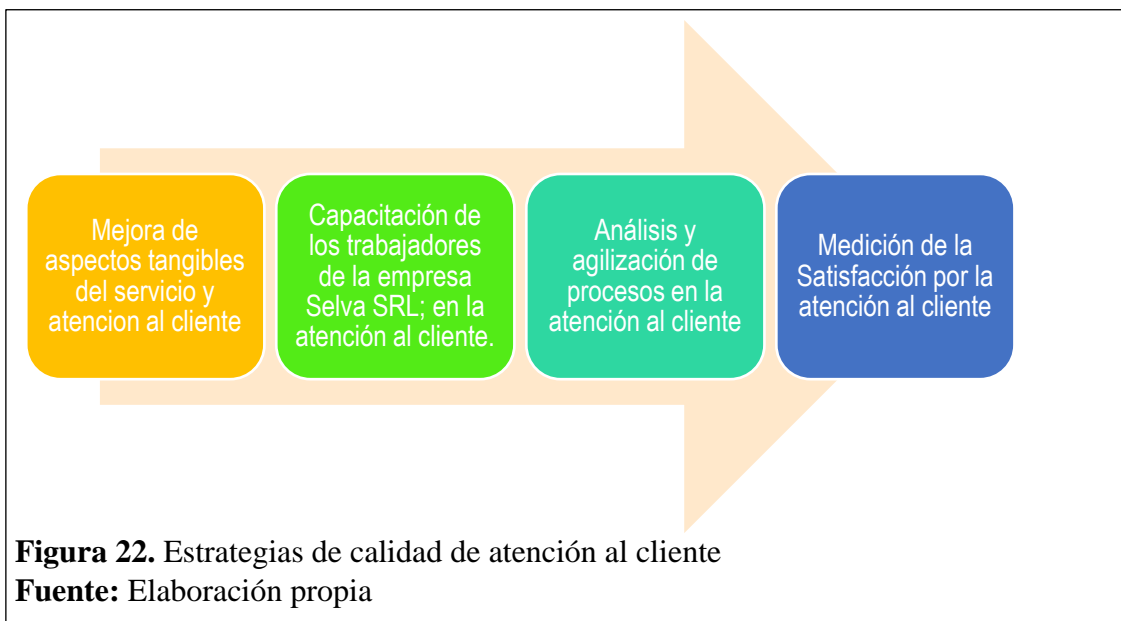 Mejora de
aspectos tangibles
del servicio y
atencion al cliente
Capacitación de
los trabajadores
de la empresa
Selva SRL; en la
atención al cliente.
Análisis y
agilización de
procesos en la
atención al cliente
Medición de la
Satisfacción por la
atención al cliente
Figura 22. Estrategias de calidad de atención al cliente
Fuente: Elaboración propia